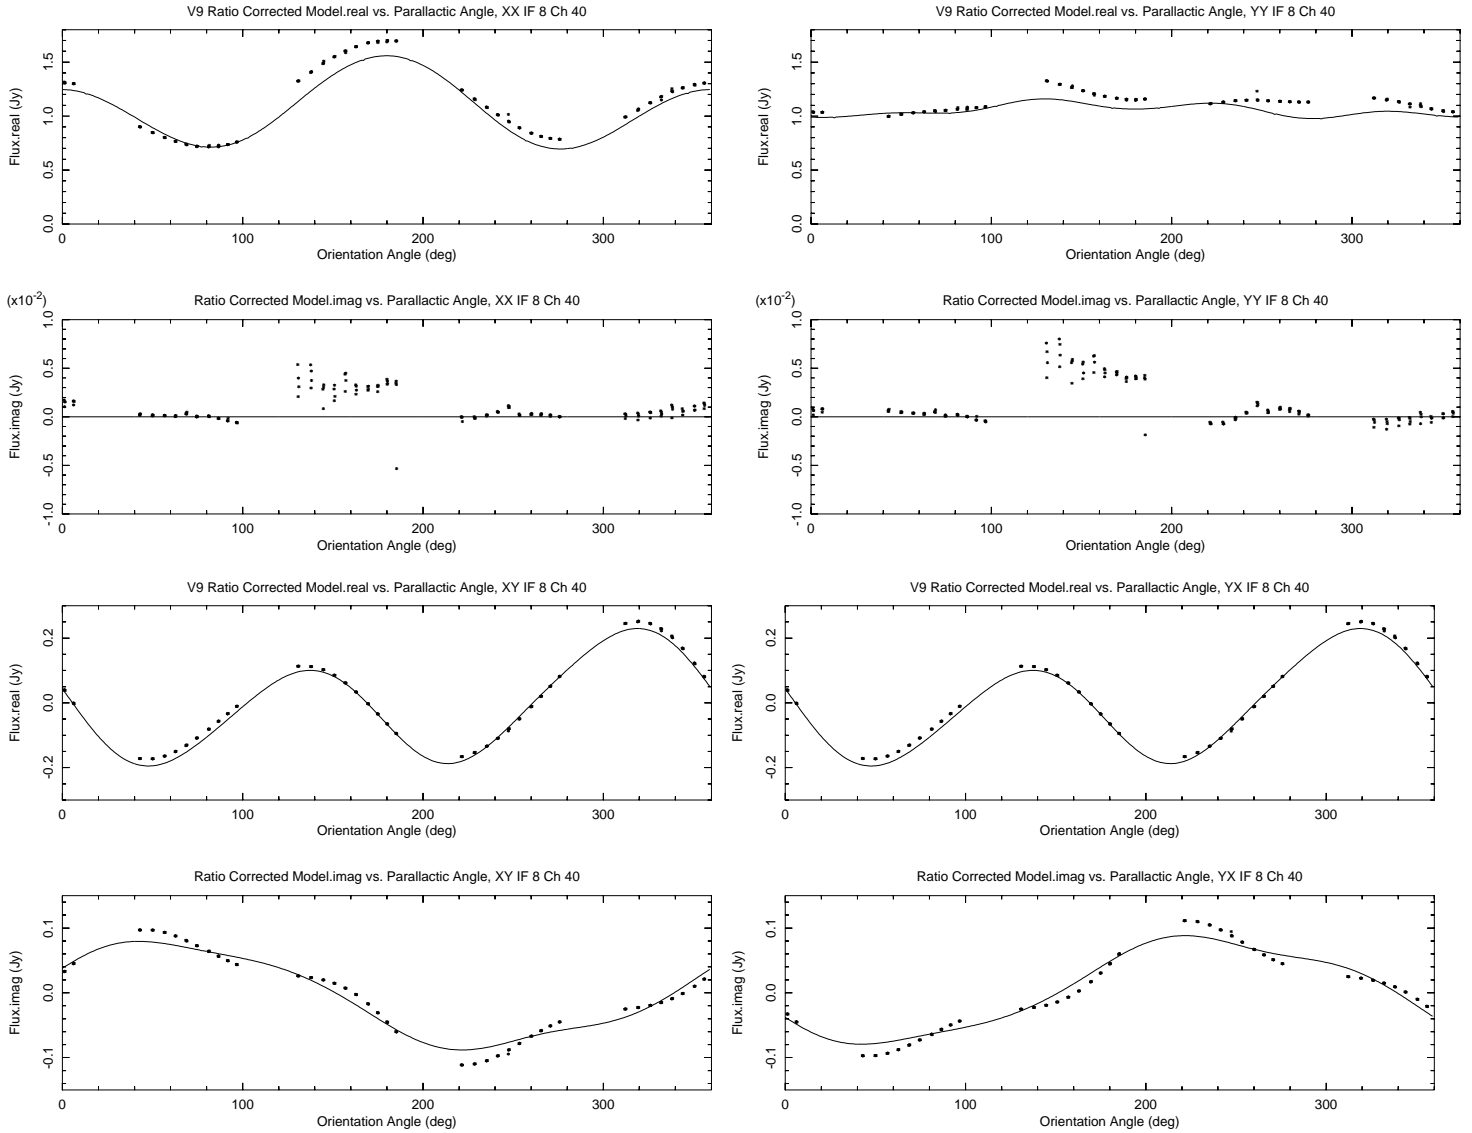 V9 Ratio Corrected Model.real vs. Parallactic Angle, XX IF 8 Ch 40
Flux.real (Jy)
0.0 0.5 1.0 1.5
0 100 200 300
Orientation Angle (deg)
V9 Ratio Corrected Model.real vs. Parallactic Angle, YY IF 8 Ch 40
Flux.real (Jy)
0.0 0.5 1.0 1.5
0 100 200 300
Orientation Angle (deg)
(x10-2)
Ratio Corrected Model.imag vs. Parallactic Angle, XX IF 8 Ch 40
Flux.imag (Jy)
-1.0 -0.5 0.0 0.5 1.0
0 100 200 300
Orientation Angle (deg)
(x10-2)
Ratio Corrected Model.imag vs. Parallactic Angle, YY IF 8 Ch 40
Flux.imag (Jy)
-1.0 -0.5 0.0 0.5 1.0
0 100 200 300
Orientation Angle (deg)
V9 Ratio Corrected Model.real vs. Parallactic Angle, XY IF 8 Ch 40
Flux.real (Jy)
-0.2 0.0 0.2
0 100 200 300
Orientation Angle (deg)
V9 Ratio Corrected Model.real vs. Parallactic Angle, YX IF 8 Ch 40
Flux.real (Jy)
-0.2 0.0 0.2
0 100 200 300
Orientation Angle (deg)
Ratio Corrected Model.imag vs. Parallactic Angle, XY IF 8 Ch 40
Flux.imag (Jy)
-0.1 0.0 0.1
0 100 200 300
Orientation Angle (deg)
Ratio Corrected Model.imag vs. Parallactic Angle, YX IF 8 Ch 40
Flux.imag (Jy)
-0.1 0.0 0.1
0 100 200 300
Orientation Angle (deg)